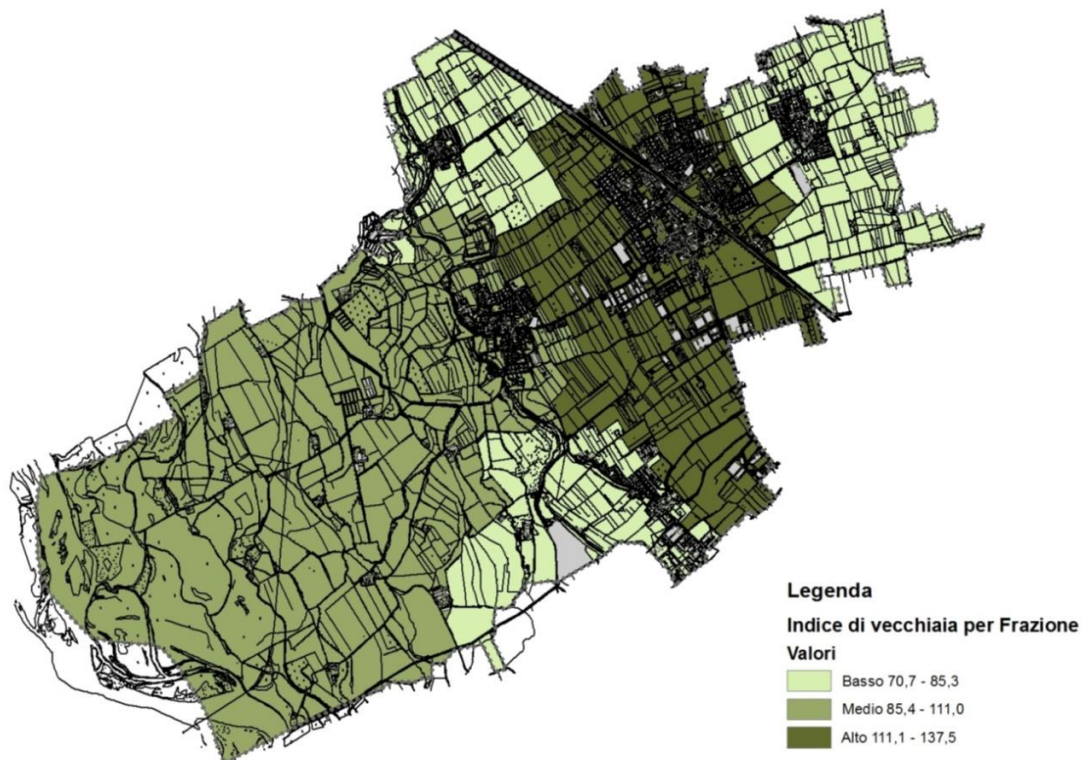 Legenda
Indice di vecchiaia per Frazione
Valori
Basso 70,7 - 85,3
Medio 85,4 - 111,0
Alto 111,1 - 137,5